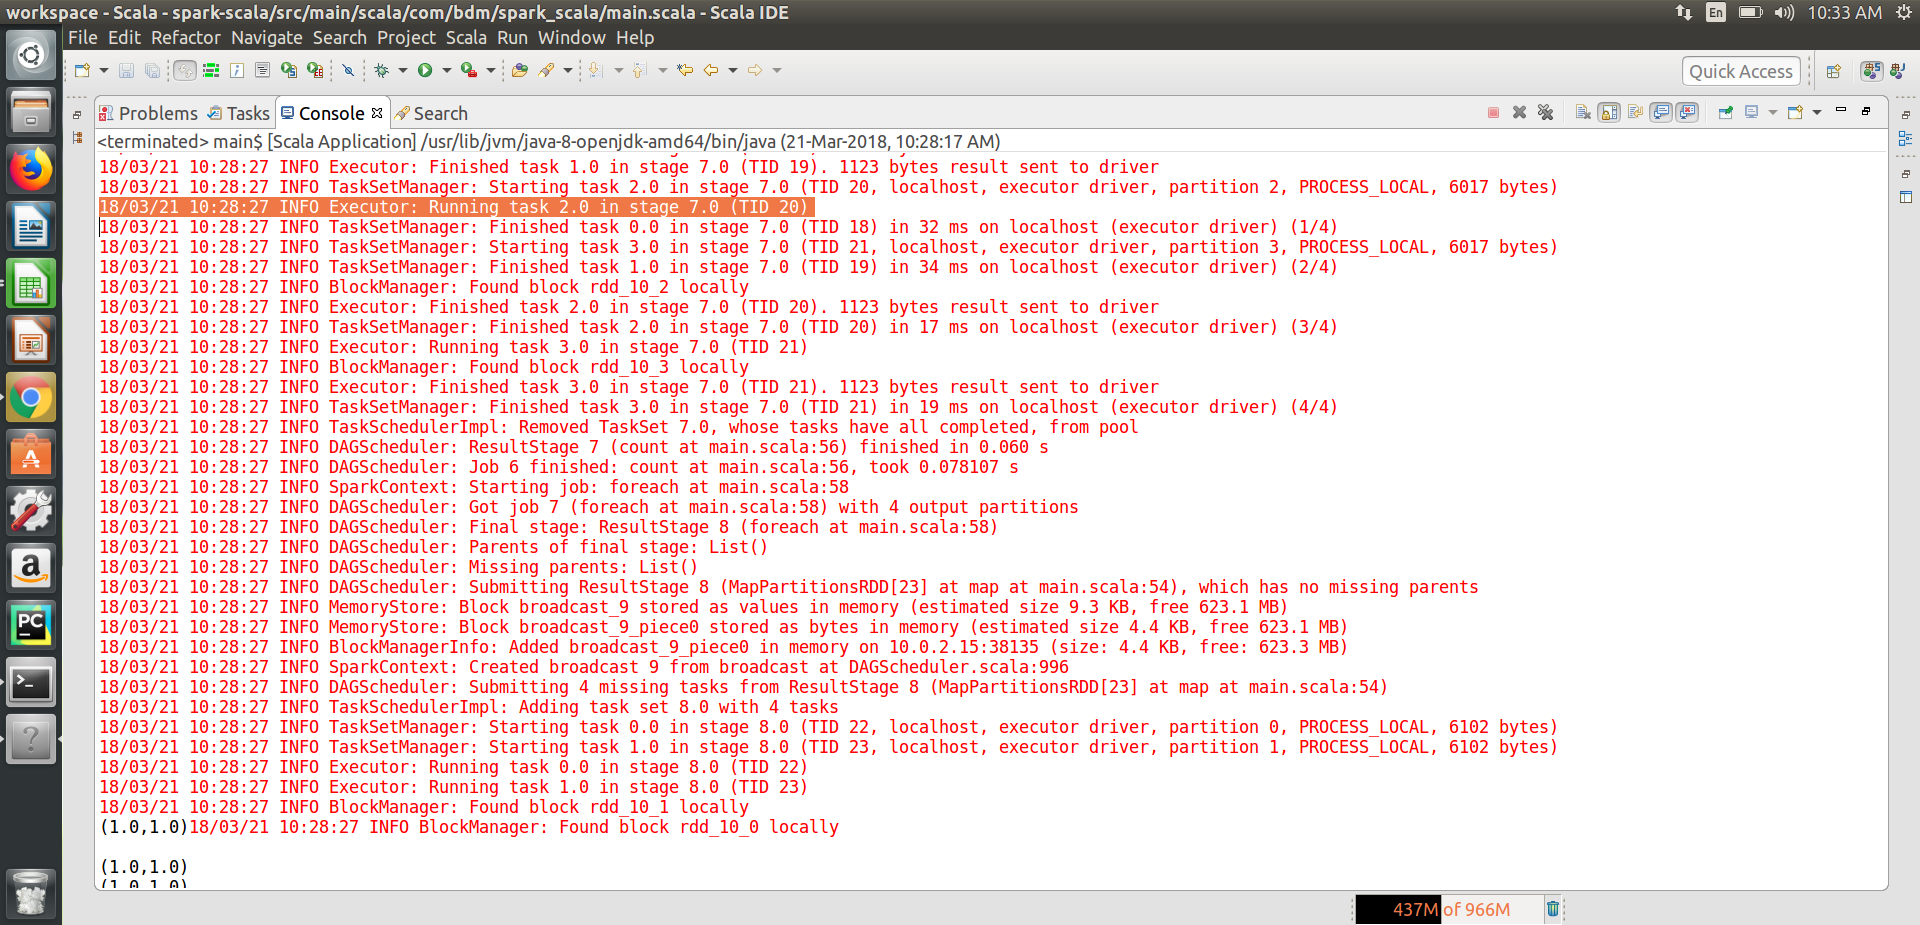 workspace - Scala - spark-scala/src/main/scala/com/bdm/spark_scala/main.scala - Scala IDE
En
10:33 AM
File Edit Refactor Navigate Search Project Scala Run Window Help
Quick Access
Problems Tasks Console Search
<terminated> main$ [Scala Application] /usr/lib/jvm/java-8-openjdk-amd64/bin/java (21-Mar-2018, 10:28:17 AM)
18/03/21 10:28:27 INFO Executor: Finished task 1.0 in stage 7.0 (TID 19). 1123 bytes result sent to driver
18/03/21 10:28:27 INFO TaskSetManager: Starting task 2.0 in stage 7.0 (TID 20, localhost, executor driver, partition 2, PROCESS_LOCAL, 6017 bytes)
18/03/21 10:28:27 INFO Executor: Running task 2.0 in stage 7.0 (TID 20)
18/03/21 10:28:27 INFO TaskSetManager: Finished task 0.0 in stage 7.0 (TID 18) in 32 ms on localhost (executor driver) (1/4)
18/03/21 10:28:27 INFO TaskSetManager: Starting task 3.0 in stage 7.0 (TID 21, localhost, executor driver, partition 3, PROCESS_LOCAL, 6017 bytes)
18/03/21 10:28:27 INFO TaskSetManager: Finished task 1.0 in stage 7.0 (TID 19) in 34 ms on localhost (executor driver) (2/4)
18/03/21 10:28:27 INFO BlockManager: Found block rdd_10_2 locally
18/03/21 10:28:27 INFO Executor: Finished task 2.0 in stage 7.0 (TID 20). 1123 bytes result sent to driver
18/03/21 10:28:27 INFO TaskSetManager: Finished task 2.0 in stage 7.0 (TID 20) in 17 ms on localhost (executor driver) (3/4)
18/03/21 10:28:27 INFO Executor: Running task 3.0 in stage 7.0 (TID 21)
18/03/21 10:28:27 INFO BlockManager: Found block rdd_10_3 locally
18/03/21 10:28:27 INFO Executor: Finished task 3.0 in stage 7.0 (TID 21). 1123 bytes result sent to driver
18/03/21 10:28:27 INFO TaskSetManager: Finished task 3.0 in stage 7.0 (TID 21) in 19 ms on localhost (executor driver) (4/4)
18/03/21 10:28:27 INFO TaskSchedulerImpl: Removed TaskSet 7.0, whose tasks have all completed, from pool
18/03/21 10:28:27 INFO DAGScheduler: ResultStage 7 (count at main.scala:56) finished in 0.060 s
18/03/21 10:28:27 INFO DAGScheduler: Job 6 finished: count at main.scala:56, took 0.078107 s
18/03/21 10:28:27 INFO SparkContext: Starting job: foreach at main.scala:58
18/03/21 10:28:27 INFO DAGScheduler: Got job 7 (foreach at main.scala:58) with 4 output partitions
18/03/21 10:28:27 INFO DAGScheduler: Final stage: ResultStage 8 (foreach at main.scala:58)
18/03/21 10:28:27 INFO DAGScheduler: Parents of final stage: List()
18/03/21 10:28:27 INFO DAGScheduler: Missing parents: List()
18/03/21 10:28:27 INFO DAGScheduler: Submitting ResultStage 8 (MapPartitionsRDD[23] at map at main.scala:54), which has no missing parents
18/03/21 10:28:27 INFO MemoryStore: Block broadcast_9 stored as values in memory (estimated size 9.3 KB, free 623.1 MB)
18/03/21 10:28:27 INFO MemoryStore: Block broadcast_9_piece0 stored as bytes in memory (estimated size 4.4 KB, free 623.1 MB)
18/03/21 10:28:27 INFO BlockManagerInfo: Added broadcast_9_piece0 in memory on 10.0.2.15:38135 (size: 4.4 KB, free: 623.3 MB)
18/03/21 10:28:27 INFO SparkContext: Created broadcast 9 from broadcast at DAGScheduler.scala:996
18/03/21 10:28:27 INFO DAGScheduler: Submitting 4 missing tasks from ResultStage 8 (MapPartitionsRDD[23] at map at main.scala:54)
18/03/21 10:28:27 INFO TaskSchedulerImpl: Adding task set 8.0 with 4 tasks
18/03/21 10:28:27 INFO TaskSetManager: Starting task 0.0 in stage 8.0 (TID 22, localhost, executor driver, partition 0, PROCESS_LOCAL, 6102 bytes)
18/03/21 10:28:27 INFO TaskSetManager: Starting task 1.0 in stage 8.0 (TID 23, localhost, executor driver, partition 1, PROCESS_LOCAL, 6102 bytes)
18/03/21 10:28:27 INFO Executor: Running task 0.0 in stage 8.0 (TID 22)
18/03/21 10:28:27 INFO Executor: Running task 1.0 in stage 8.0 (TID 23)
18/03/21 10:28:27 INFO BlockManager: Found block rdd_10_1 locally
(1.0,1.0)18/03/21 10:28:27 INFO BlockManager: Found block rdd_10_0 locally
(1.0,1.0)
(1.0,1.0)
437M of 966M
a
PC
>_
?